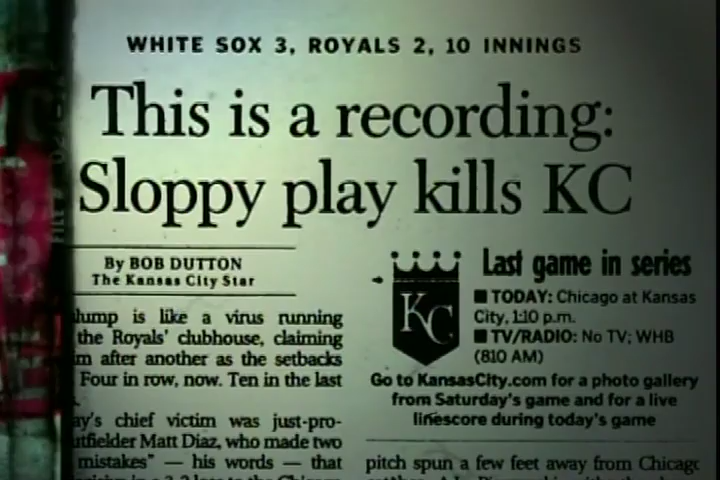 WHITE SOX 3, ROYALS 2, 10 INNINGS
This is a recording:
Sloppy play kills KC
By BOB DUTTON
The Kansas City Star
is like a virus running
the Royals' clubhouse, claiming
after another as the setbacks
Four in row, now. Ten in the last
chief victim was just-pro-
Matt Diaz, who made two
mistakes" — his words — that
KC
Last game in series
■ TODAY: Chicago at Kansas
City, 1:10 p.m.
■ TV/RADIO: No TV; WHB
(810 AM)
Go to KansasCity.com for a photo gallery
from Saturday's game and for a live
linescore during today's game
pitch spun a few feet away from Chicago